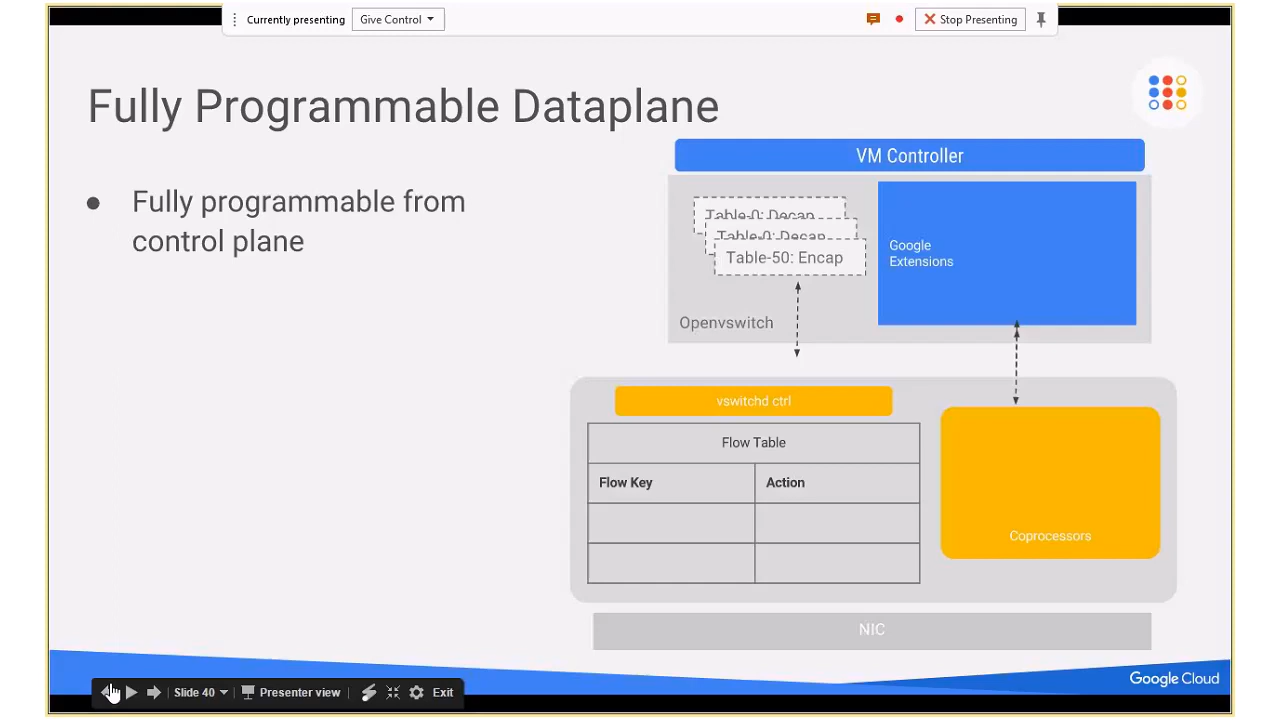 Currently presenting
Give Control
Stop Presenting
Fully Programmable Dataplane
VM Controller
Fully programmable from
control plane
Table-0: Decap
Table-0: Decap
Table-50: Encap
Google
Extensions
Openvswitch
vswitchd ctrl
Flow Table
Flow Key
Action
Coprocessors
NIC
Google Cloud
Slide 40
Presenter view
Exit